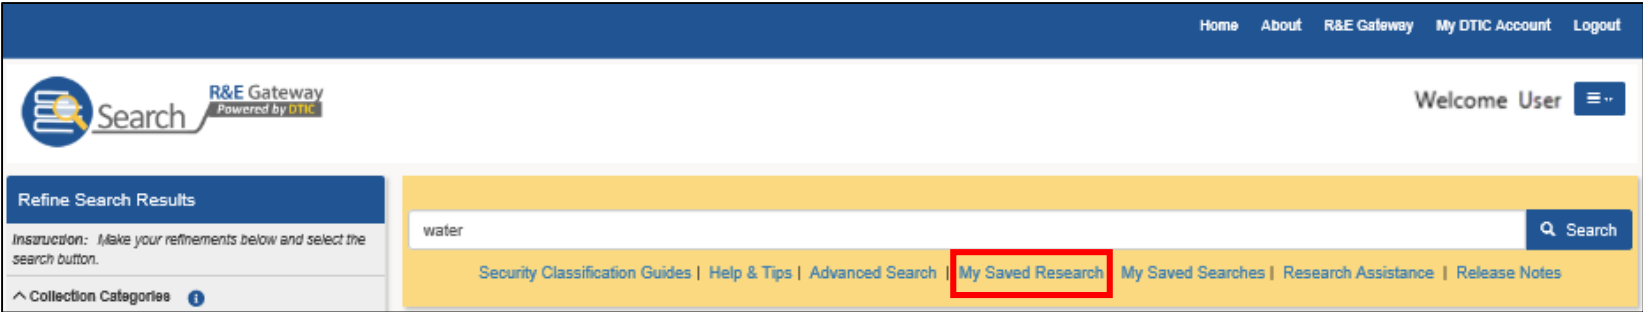 Home About R&E Gateway My DTIC Account Logout
Search R&E Gateway
Powered by DTIC
Welcome User
Refine Search Results
Instruction: Make your refinements below and select the
search button.
Collection Categories
water
Search
Security Classification Guides | Help & Tips | Advanced Search | My Saved Research My Saved Searches | Research Assistance | Release Notes